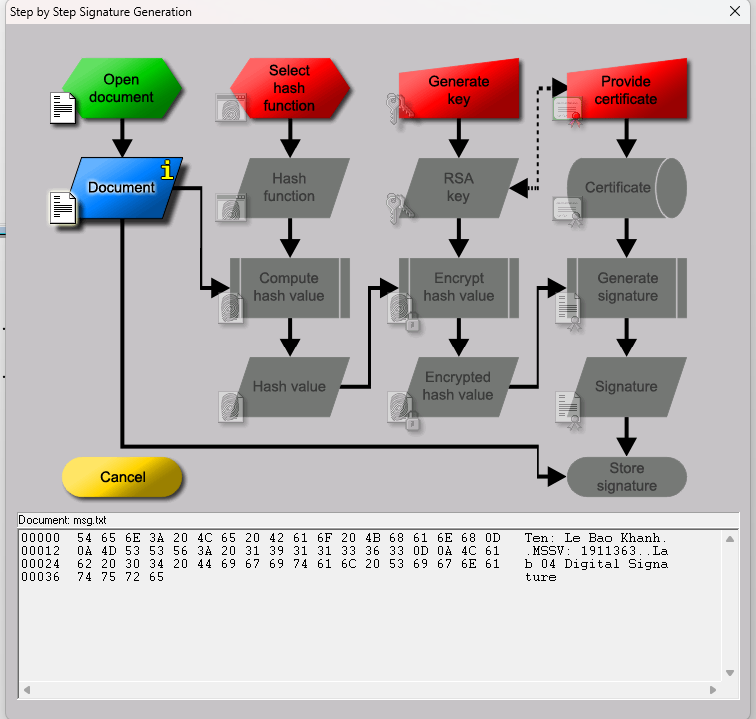 Step by Step Signature Generation
Open
document
Select
hash
function
Generate
key
Provide
certificate
i
Document
Hash
function
RSA
key
Certificate
Compute
hash value
Encrypt
hash value
Generate
signature
Hash value
Encrypted
hash value
Signature
Cancel
Store
signature
Document: msg.txt
00000 54 65 6E 3A 20 4C 65 20 42 61 6F 20 4B 68 61 6E 68 0D Ten: Le Bao Khanh.
00012 0A 4D 53 53 56 3A 20 31 39 31 31 33 36 33 0D 0A 4C 61 .MSSV: 1911363..La
00024 62 20 30 34 20 44 69 67 69 74 61 6C 20 53 69 67 6E 61 b 04 Digital Signa
00036 74 75 72 65 ture